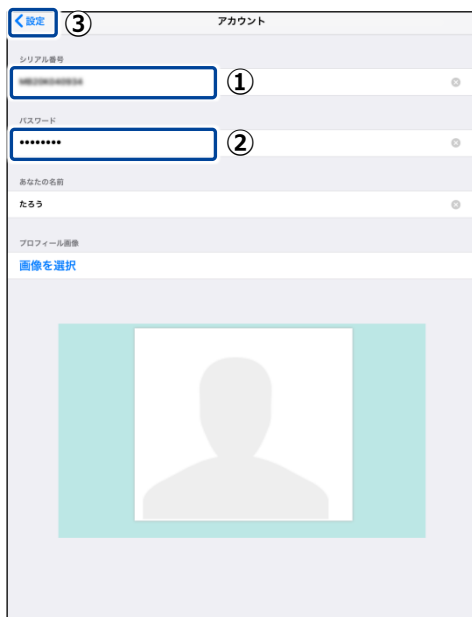 設定
③
アカウント
シリアル番号
①
パスワード
••••••••
②
あなたの名前
たろう
プロフィール画像
画像を選択